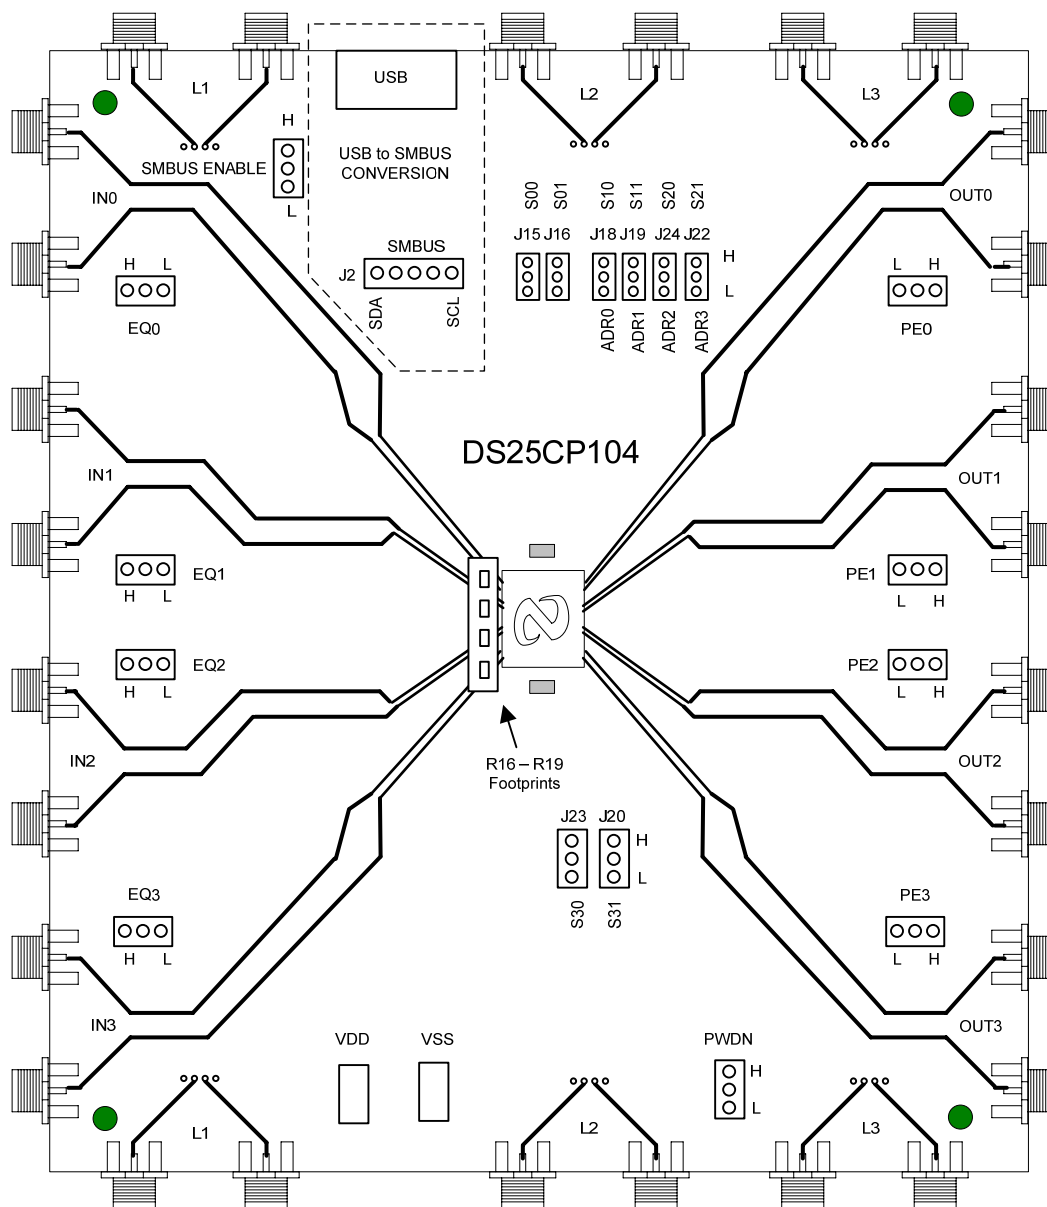 L1
USB
L2
L3
H
SMBUS ENABLE
L
USB to SMBUS
CONVERSION
IN0
OUT0
S00
S01
S10
S11
S20
S21
J15
J16
J18
J19
J24
J22
H
L
SMBUS
J2
SDA
SCL
ADR0
ADR1
ADR2
ADR3
H L
EQ0
L H
PE0
DS25CP104
IN1
OUT1
EQ1
H L
PE1
L H
EQ2
H L
PE2
L H
IN2
OUT2
R16 – R19
Footprints
J23
J20
H
L
S30
S31
EQ3
H L
PE3
L H
IN3
OUT3
VDD
VSS
PWDN
H
L
L1
L2
L3